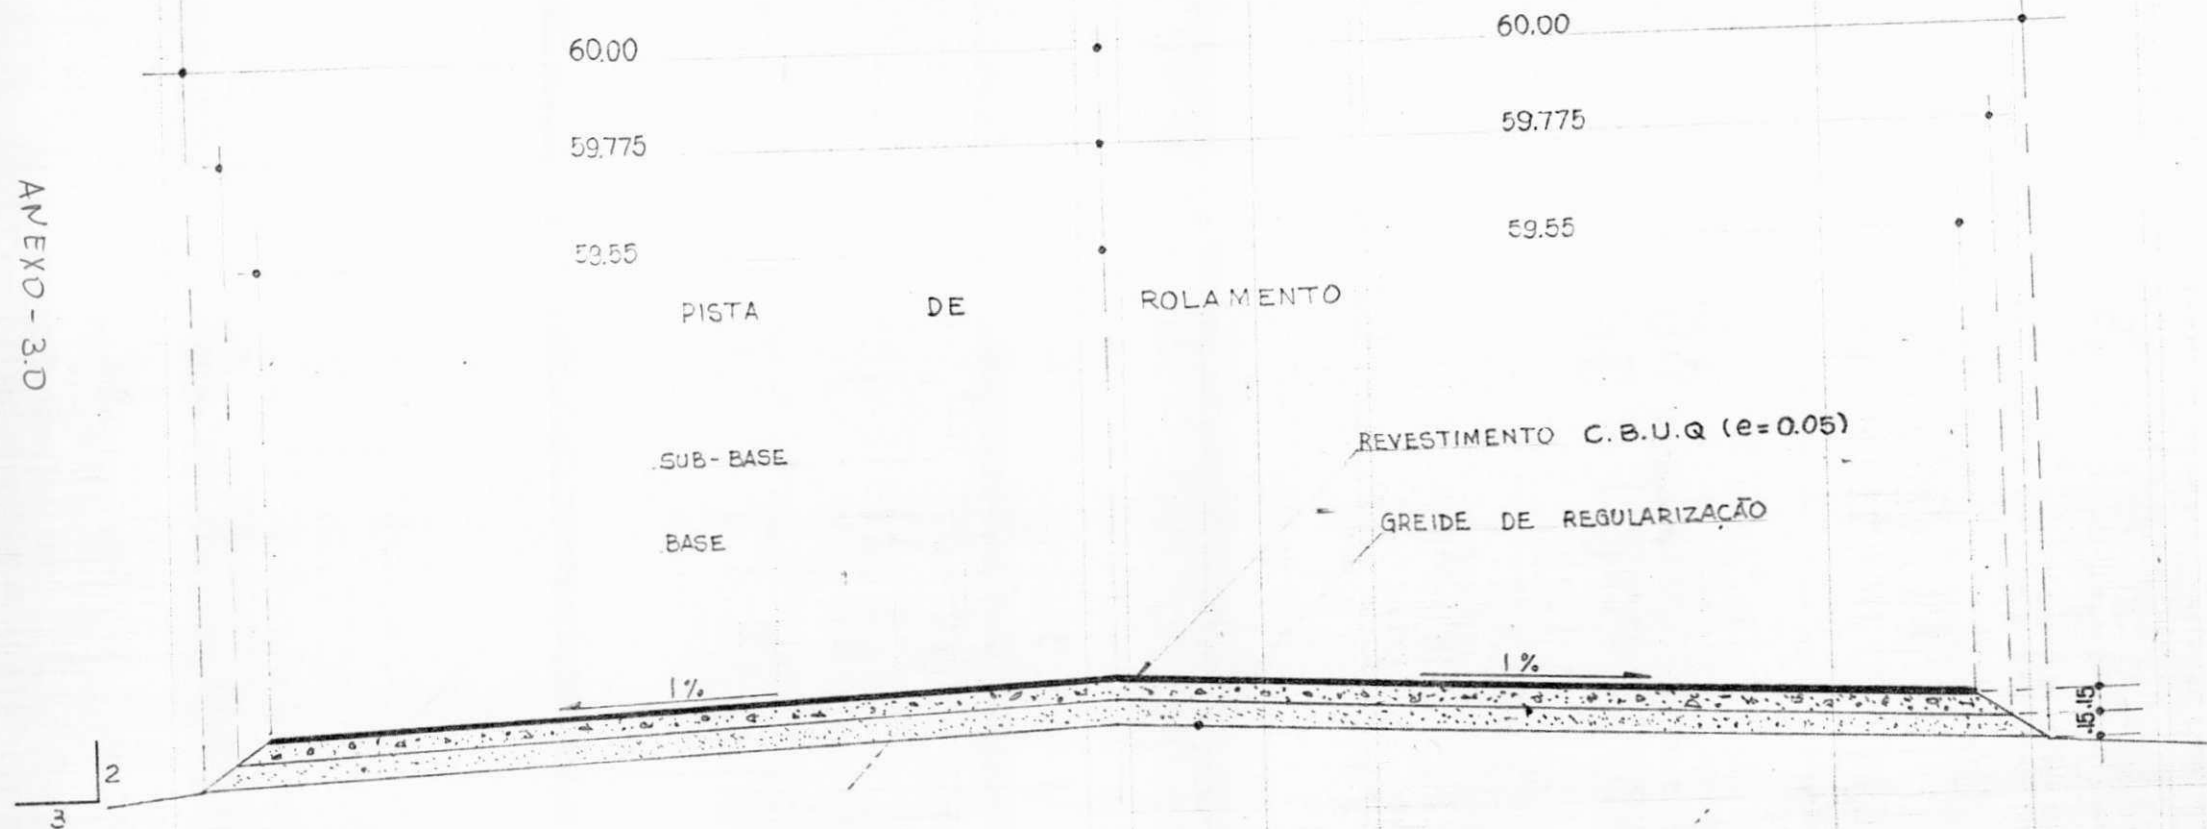 60.00
60.00
59.775
59.775
59.55
59.55
PISTA DE ROLAMENTO
ANEXO - 3.0
SUB-BASE
BASE
REVESTIMENTO C.B.U.Q (e=0.05)
GREIDE DE REGULARIZAÇÃO
1%
1%
.15
.15
2
3